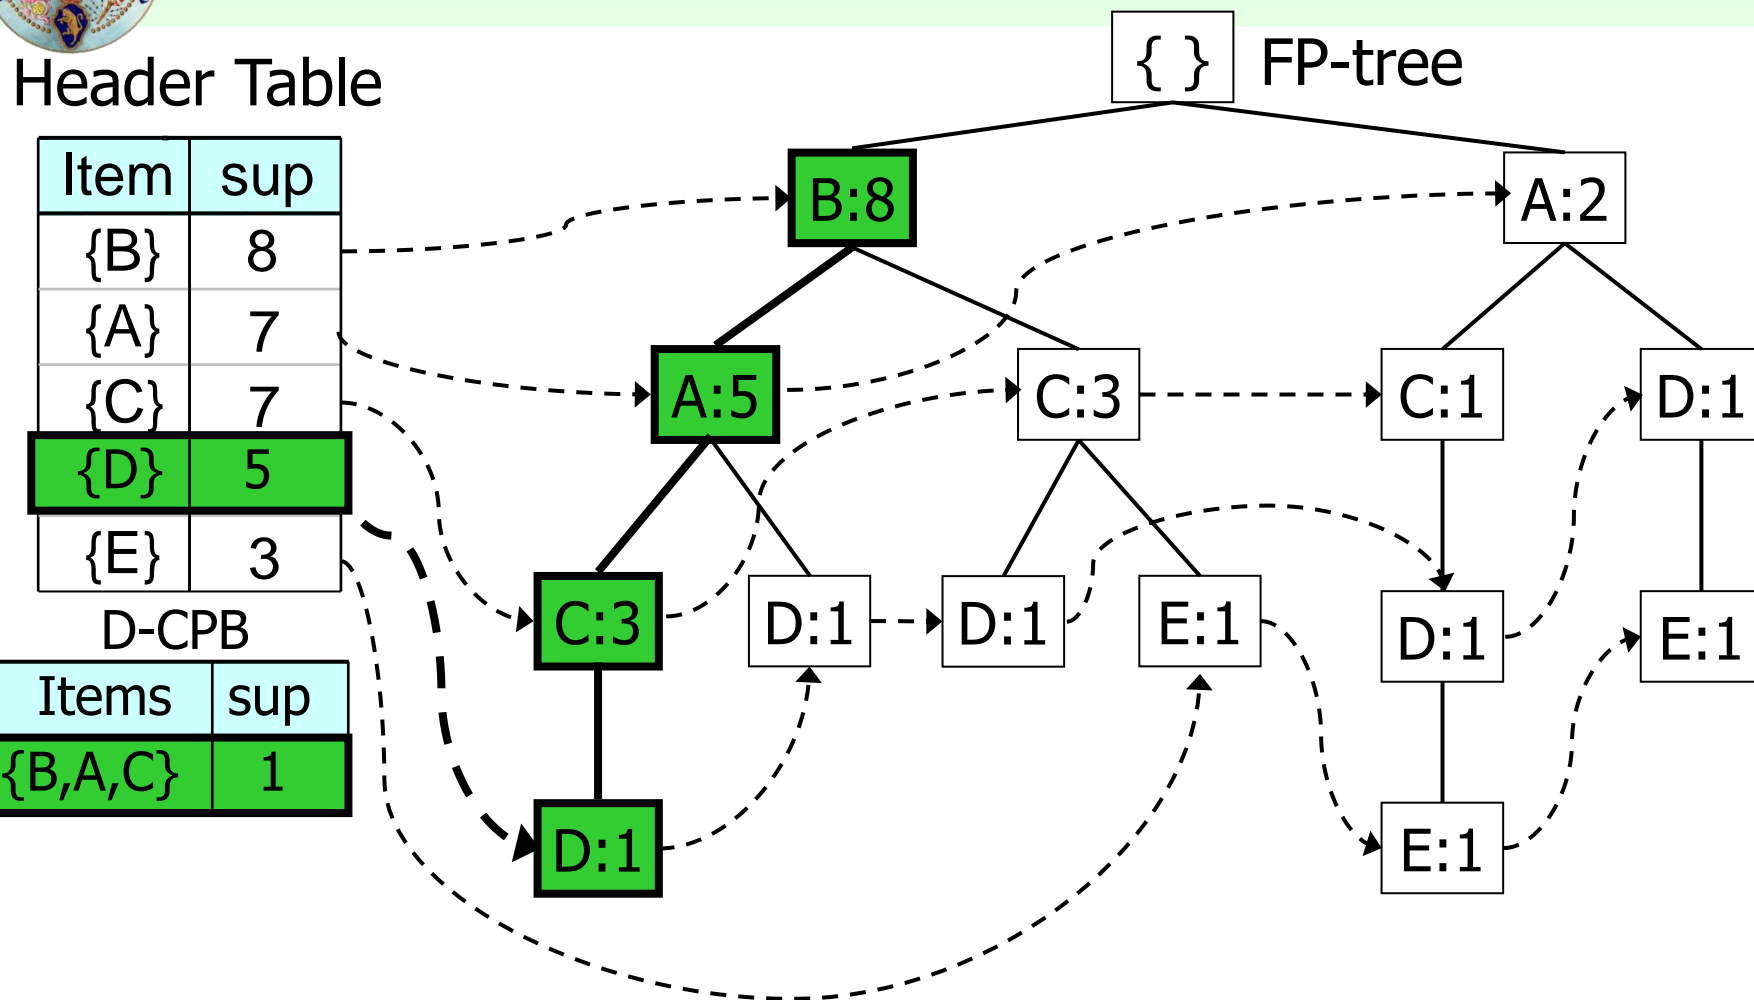 { } FP-tree
Header Table
Item sup
{B} 8
{A} 7
{C} 7
{D} 5
{E} 3
D-CPB
Items sup
{B,A,C} 1
B:8 A:2
A:5 C:3 C:1 D:1
C:3 D:1 D:1 E:1 D:1 E:1
D:1 E:1